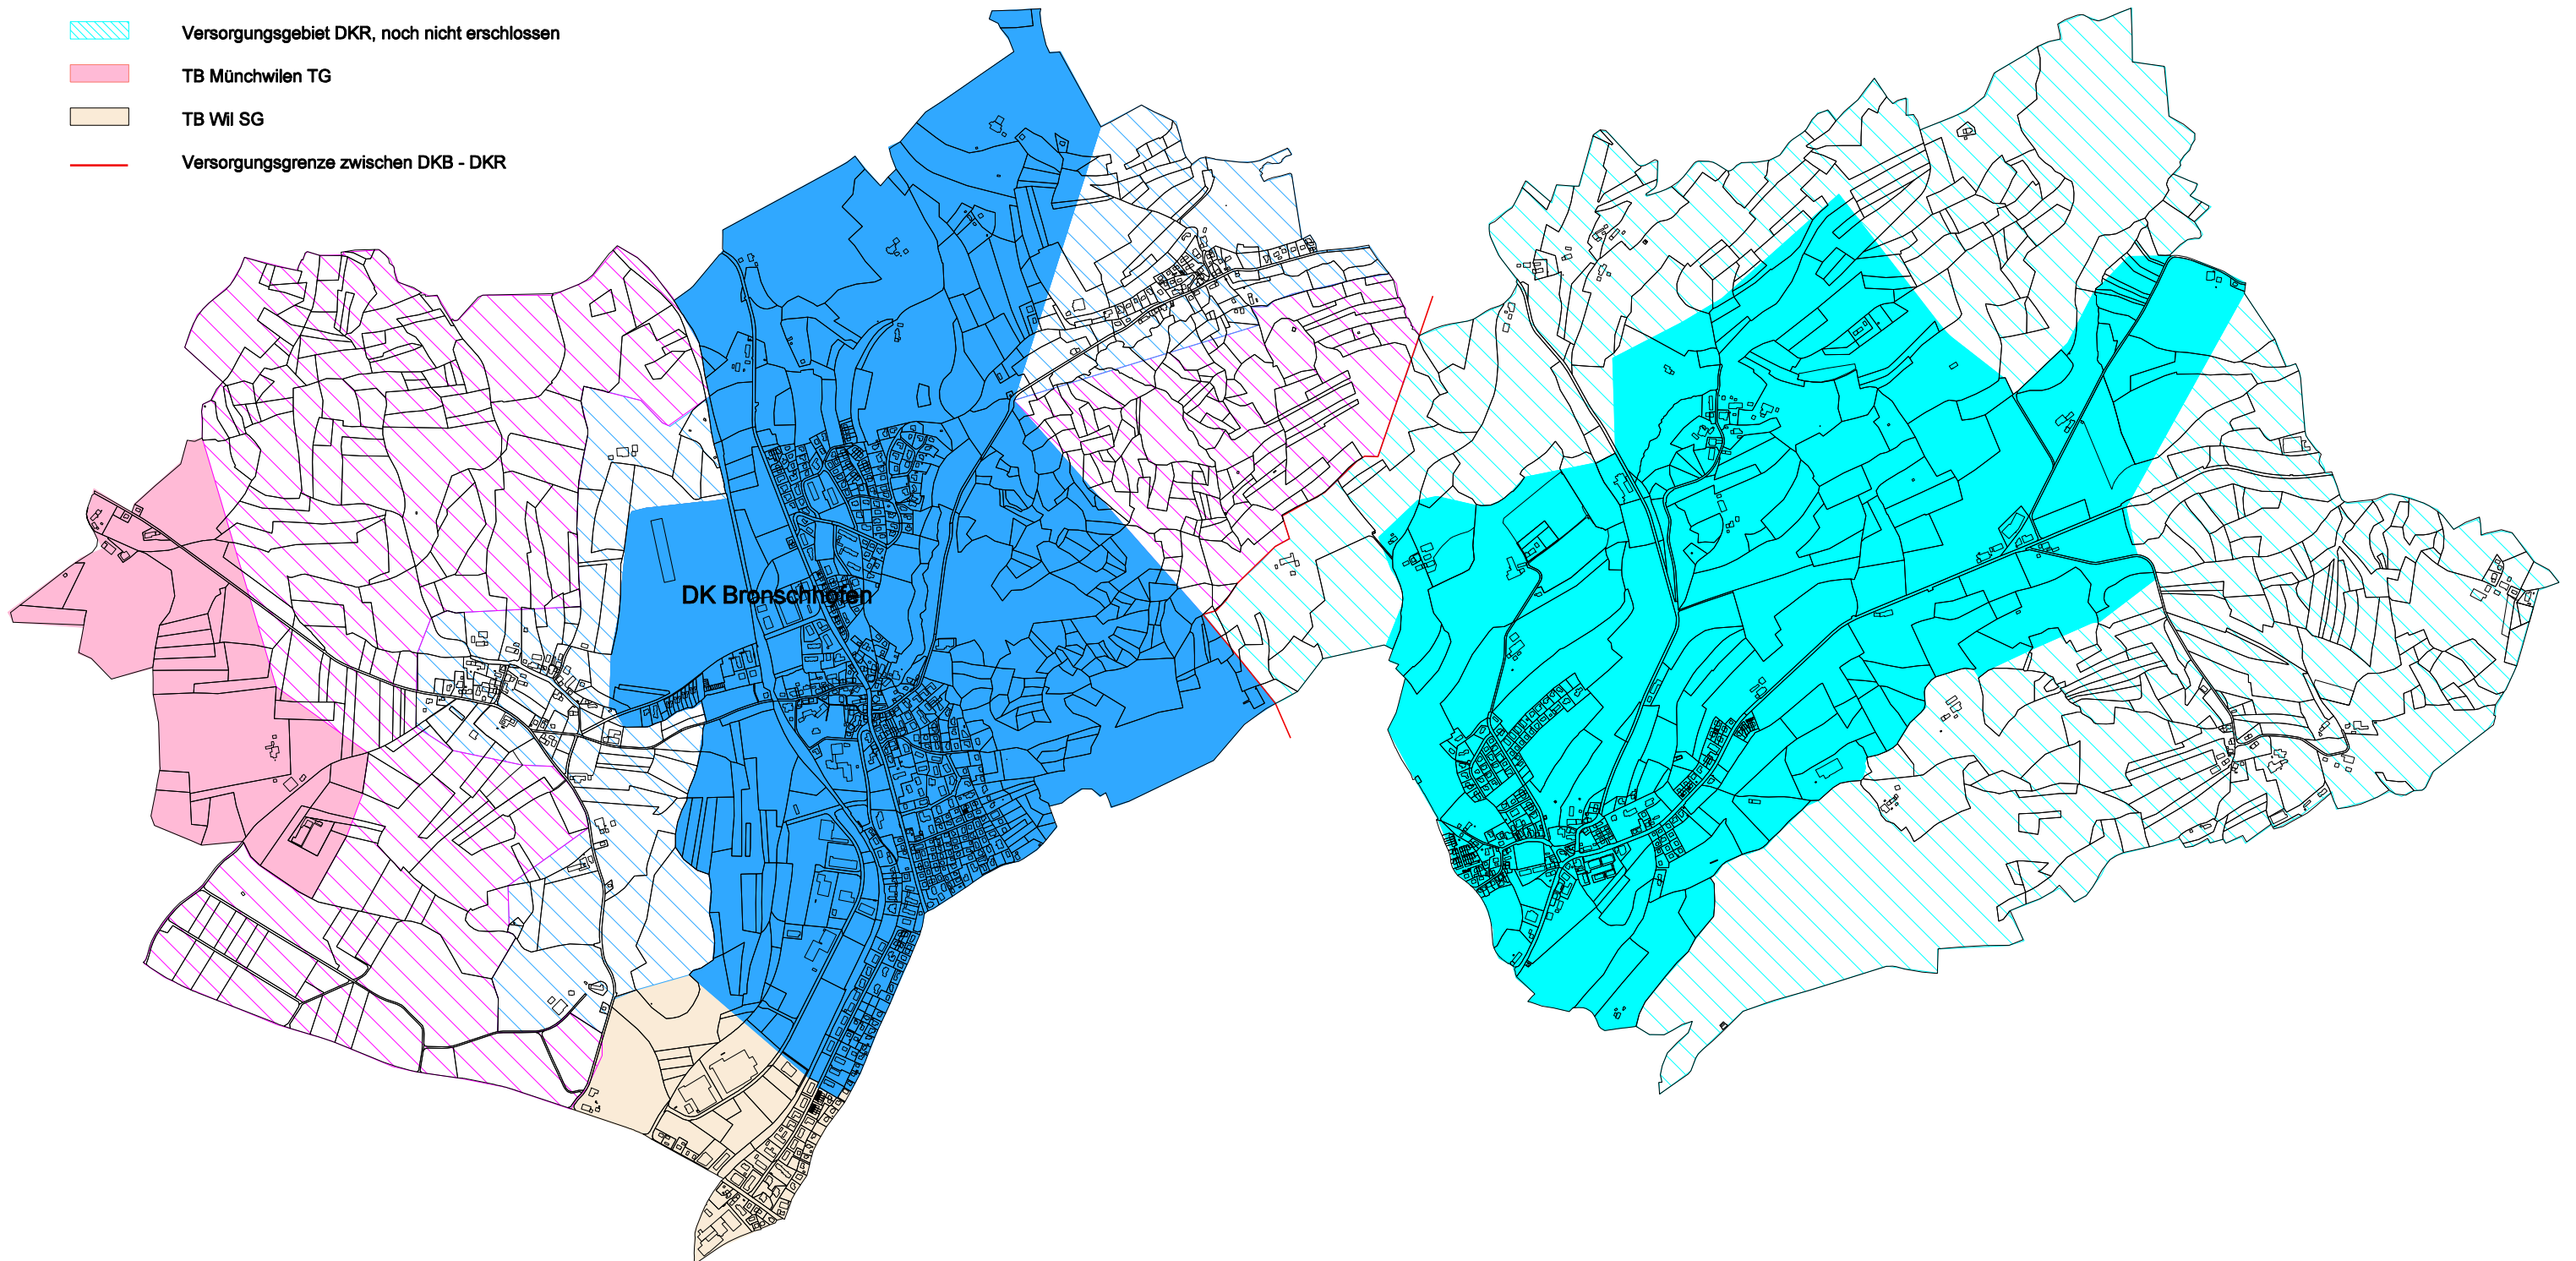 Versorgungsgebiet DKR, noch nicht erschlossen
TB Münchwilen TG
TB Wil SG
Versorgungsgrenze zwischen DKB - DKR
DK Bronschhofen